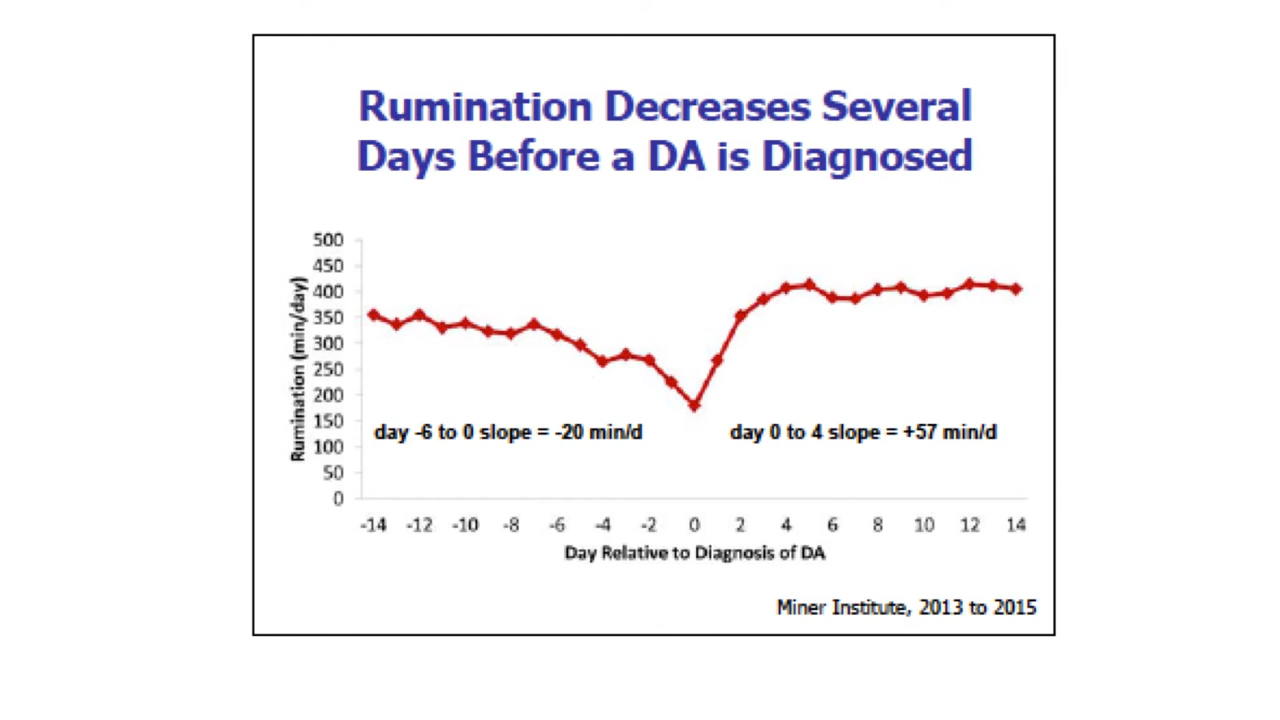 Rumination Decreases Several
Days Before a DA is Diagnosed
500
450
400
350
300
250
200
150
100
50
0
Rumination (min/day)
day -6 to 0 slope = -20 min/d
day 0 to 4 slope = +57 min/d
-14 -12 -10 -8 -6 -4 -2 0 2 4 6 8 10 12 14
Day Relative to Diagnosis of DA
Miner Institute, 2013 to 2015